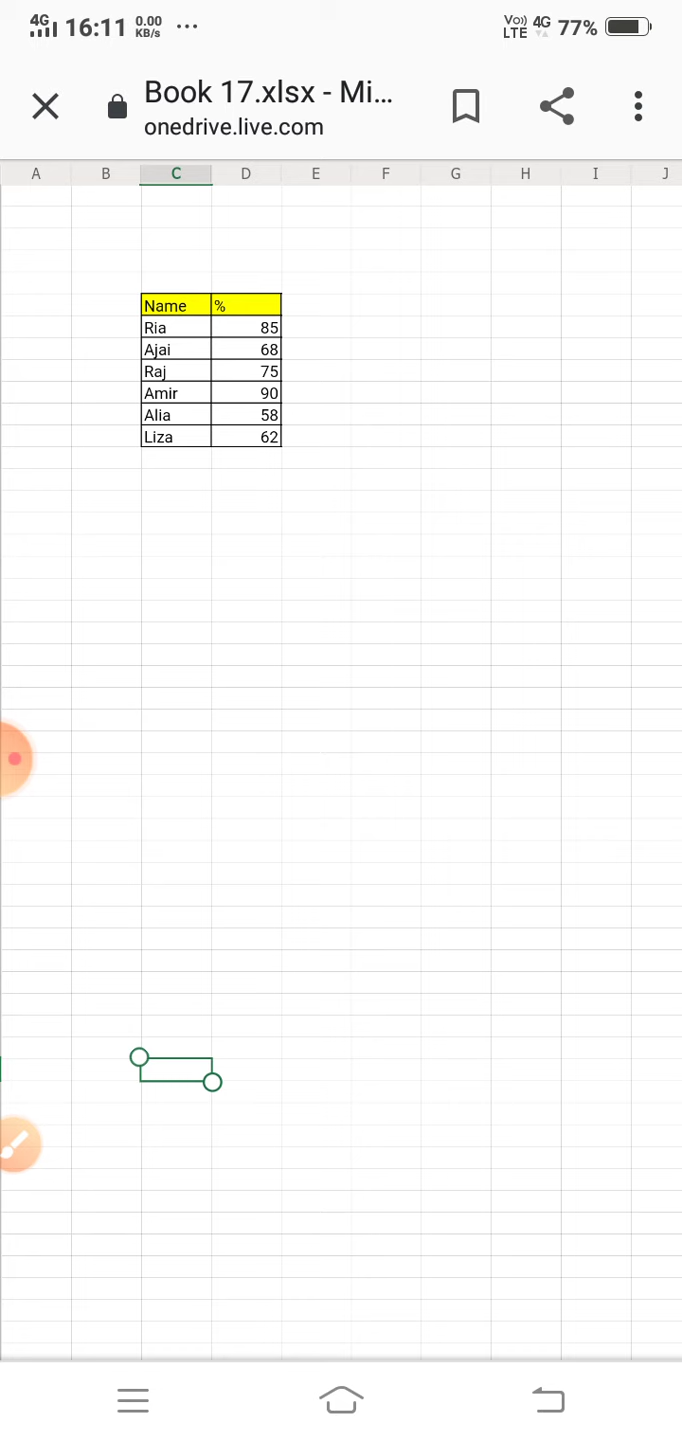 4G 16:11 0.00 KB/s ... Vo)) LTE 4G 77%
Book 17.xlsx - Mi...
onedrive.live.com
A B C D E F G H I J
Name %
Ria 85
Ajai 68
Raj 75
Amir 90
Alia 58
Liza 62